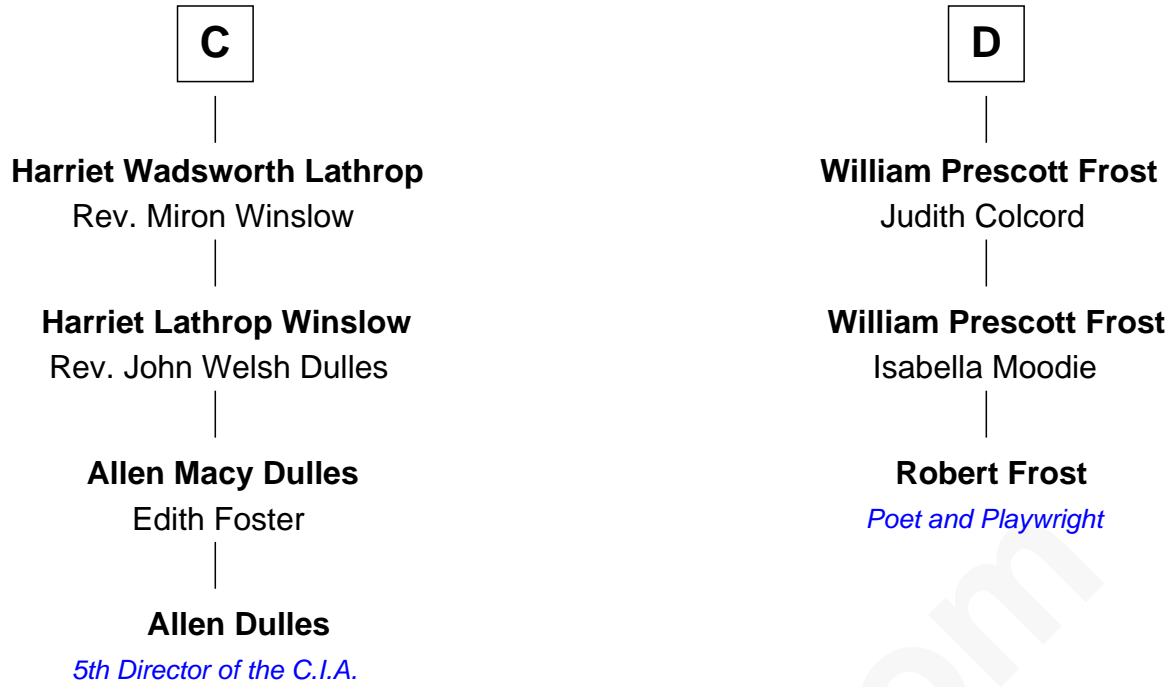 C
Harriet Wadsworth Lathrop
Rev. Miron Winslow
Harriet Lathrop Winslow
Rev. John Welsh Dulles
Allen Macy Dulles
Edith Foster
Allen Dulles
5th Director of the C.I.A.
D
William Prescott Frost
Judith Colcord
William Prescott Frost
Isabella Moodie
Robert Frost
Poet and Playwright
om